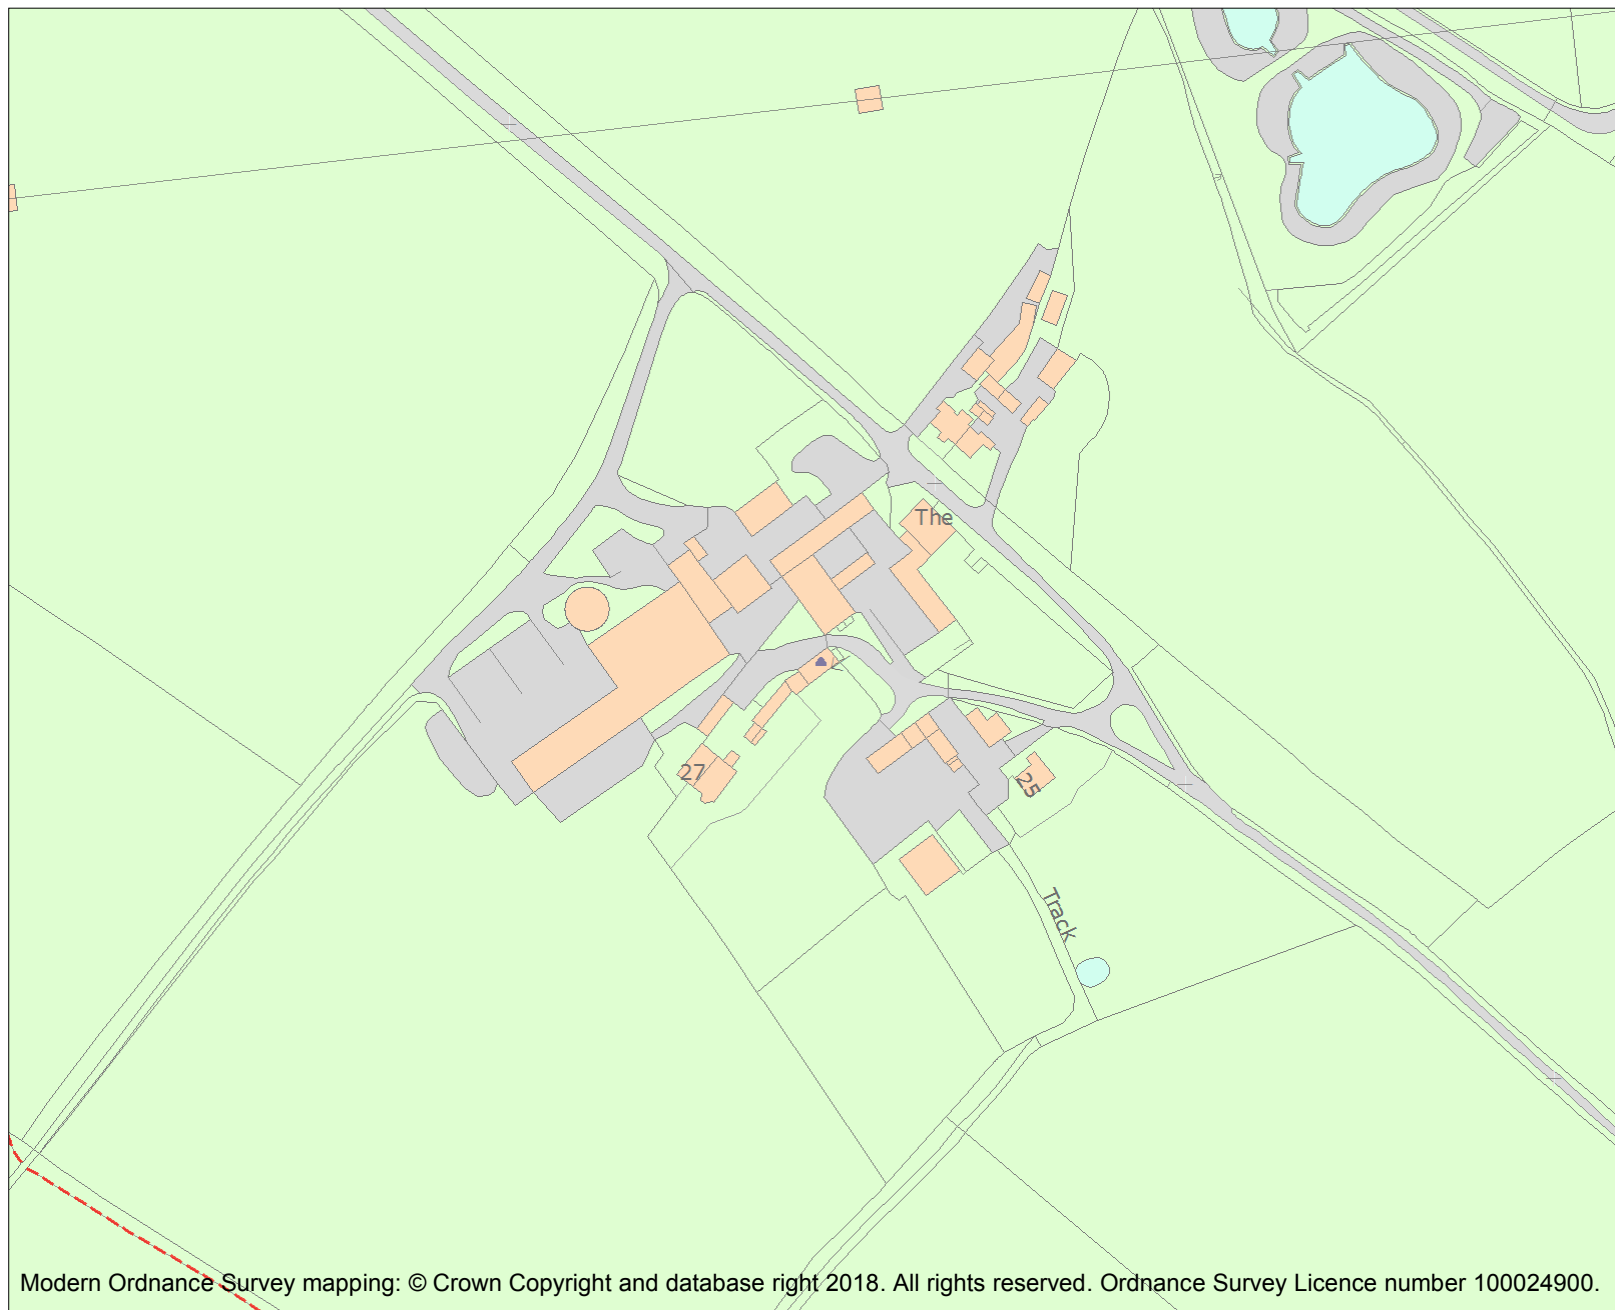 The
27
25
Track
Modern Ordnance Survey mapping: © Crown Copyright and database right 2018. All rights reserved. Ordnance Survey Licence number 100024900.